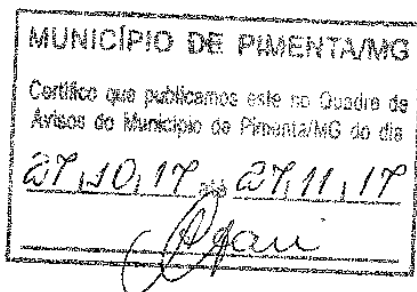 MUNICÍPIO DE PIMENTA/MG
Certifico que publicamos este no Quadro de
Avisos do Município de Pimenta/MG do dia
27,10,17 até 27,11,17